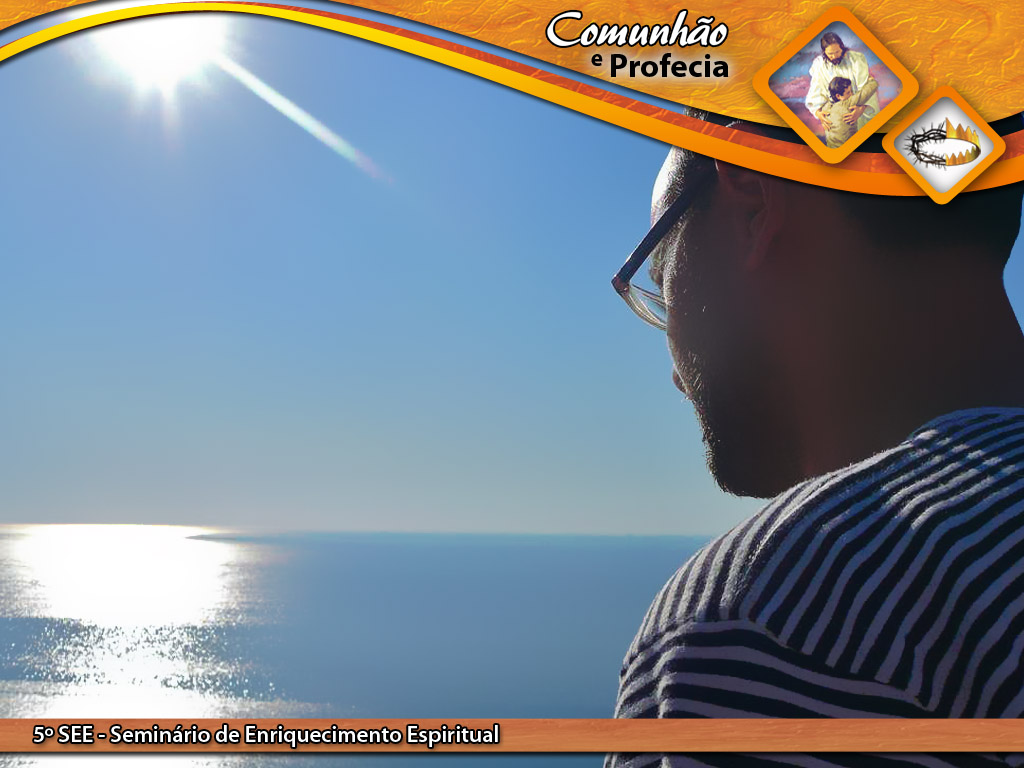 Comunhão
e Profecia
5º SEE - Seminário de Enriquecimento Espiritual